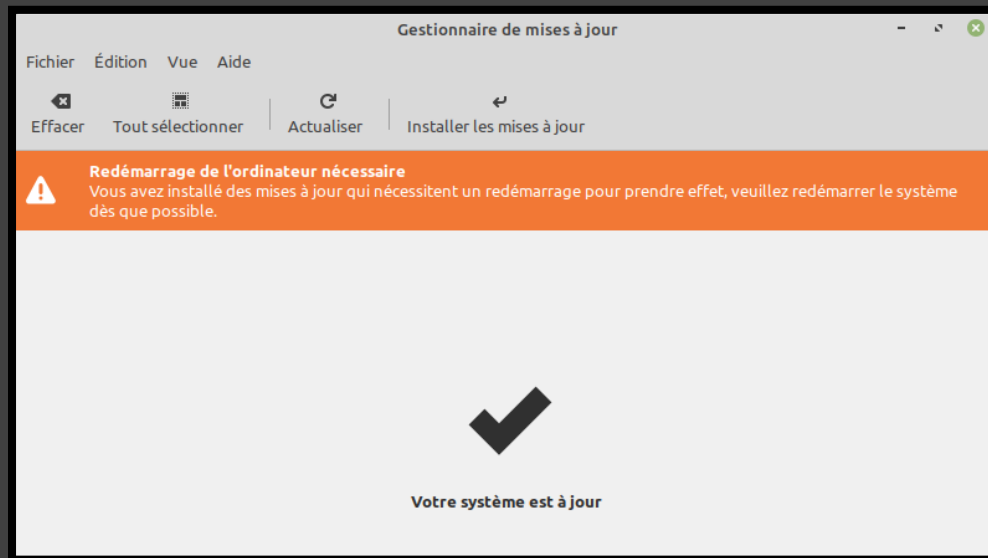 Gestionnaire de mises à jour
Fichier Édition Vue Aide
Effacer Tout sélectionner Actualiser Installer les mises à jour
Redémarrage de l'ordinateur nécessaire
Vous avez installé des mises à jour qui nécessitent un redémarrage pour prendre effet, veuillez redémarrer le système
dès que possible.
Votre système est à jour